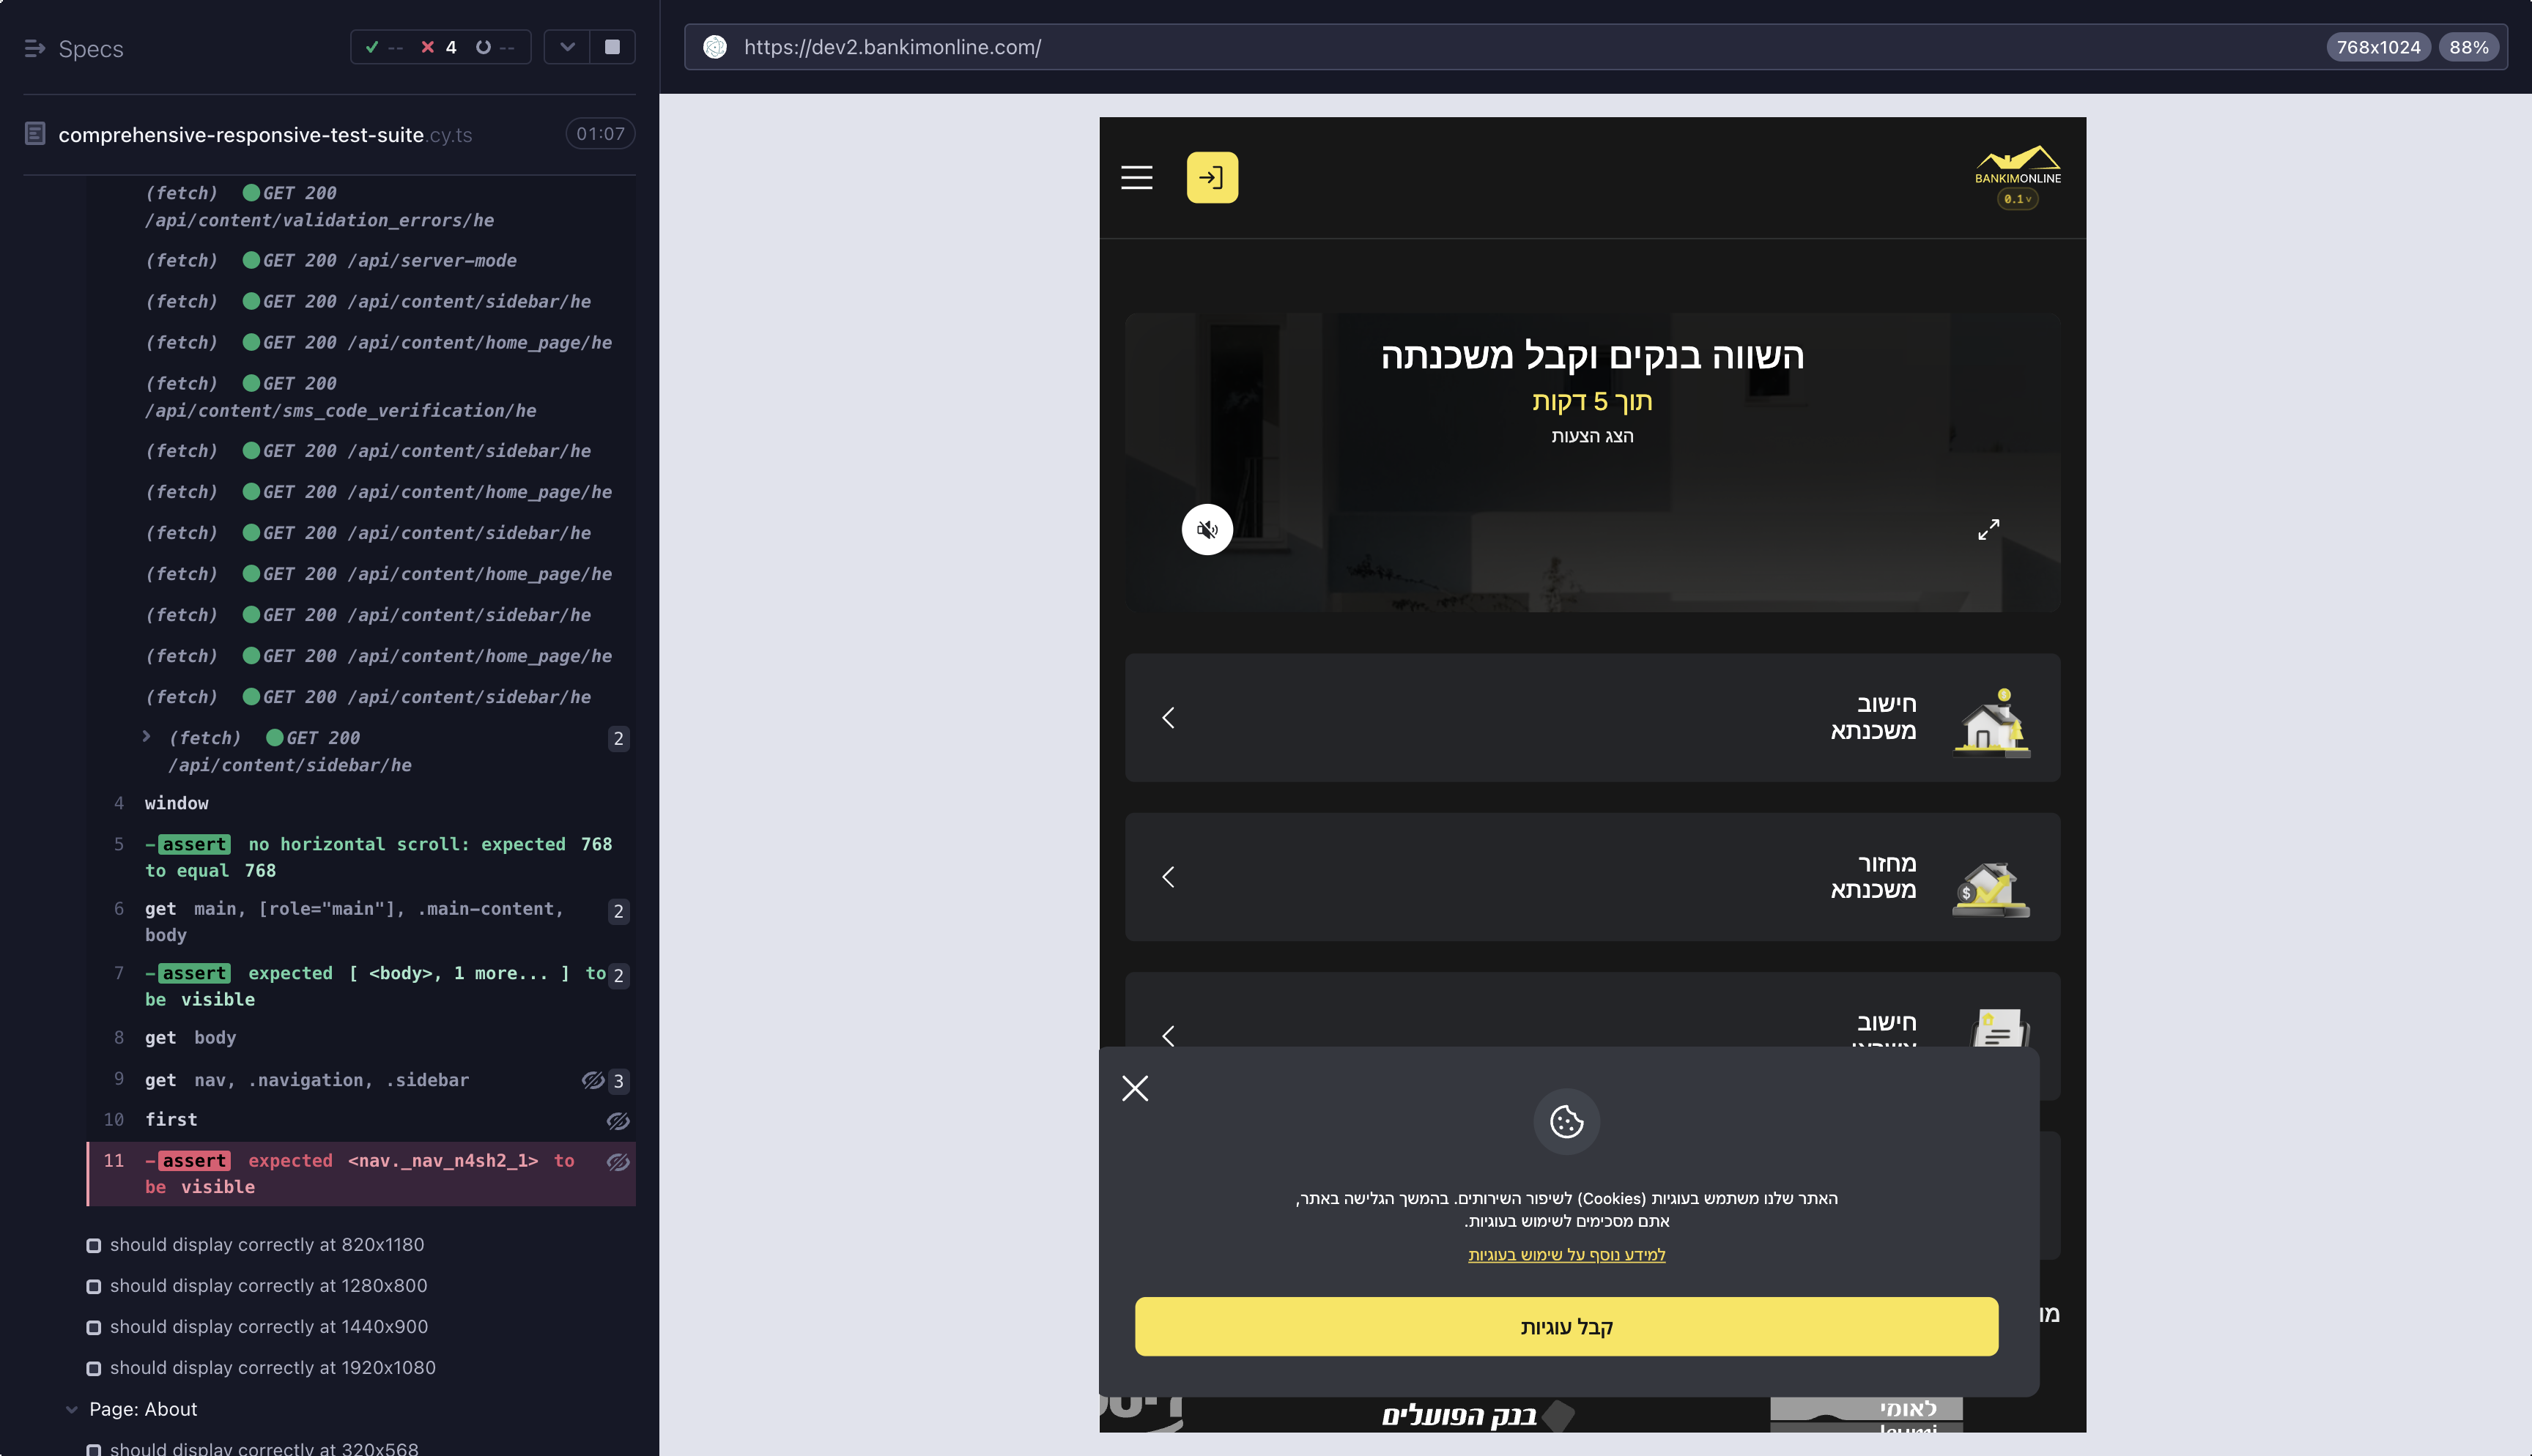 Specs
-- 4 --
comprehensive-responsive-test-suite.cy.ts 01:07
(fetch) GET 200
/api/content/validation_errors/he
(fetch) GET 200 /api/server-mode
(fetch) GET 200 /api/content/sidebar/he
(fetch) GET 200 /api/content/home_page/he
(fetch) GET 200
/api/content/sms_code_verification/he
(fetch) GET 200 /api/content/sidebar/he
(fetch) GET 200 /api/content/home_page/he
(fetch) GET 200 /api/content/sidebar/he
(fetch) GET 200 /api/content/home_page/he
(fetch) GET 200 /api/content/sidebar/he
(fetch) GET 200 /api/content/home_page/he
(fetch) GET 200 /api/content/sidebar/he
(fetch) GET 200 2
/api/content/sidebar/he
4 window
5 -assert no horizontal scroll: expected 768
to equal 768
6 get main, [role="main"], .main-content, 2
body
7 -assert expected [ <body>, 1 more... ] to 2
be visible
8 get body
9 get nav, .navigation, .sidebar 3
10 first
11 -assert expected <nav._nav_n4sh2_1> to
be visible
should display correctly at 820x1180
should display correctly at 1280x800
should display correctly at 1440x900
should display correctly at 1920x1080
Page: About
should display correctly at 320x568
https://dev2.bankimonline.com/ 768x1024 88%
BANKIMONLINE
0.1v
השווה בנקים וקבל משכנתה
תוך 5 דקות
הצג הצעות
חישוב
משכנתא
מחזור
משכנתא
חישוב
האתר שלנו משתמש בעוגיות (Cookies) לשיפור השירותים. בהמשך הגלישה באתר,
אתם מסכימים לשימוש בעוגיות.
למידע נוסף על שימוש בעוגיות
קבל עוגיות
בנק הפועלים
לאומי